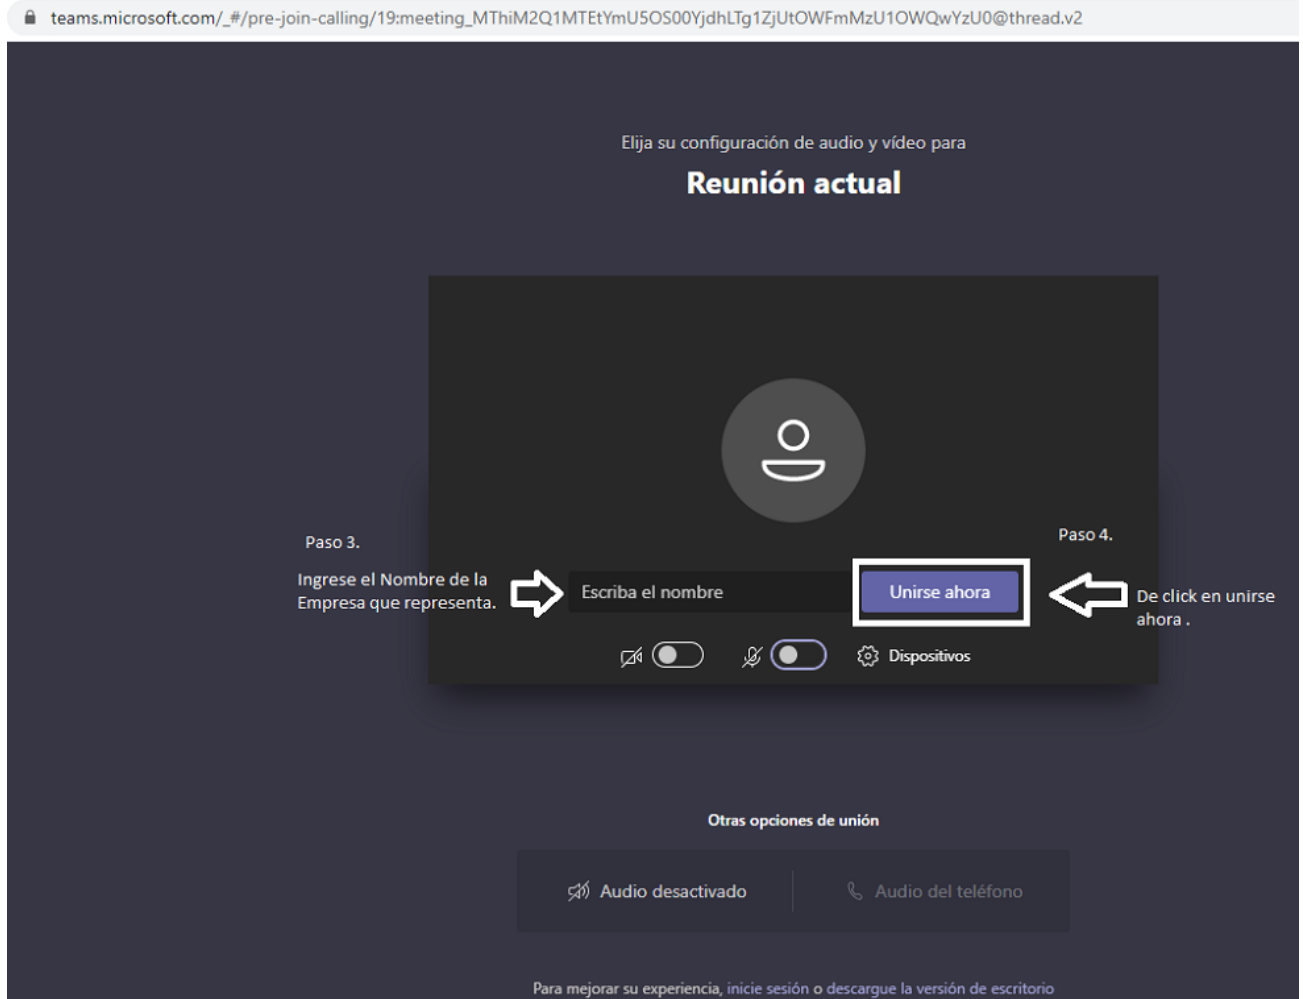 teams.microsoft.com/_#/pre-join-calling/19:meeting_MThiM2Q1MTEtYmU5OS00YjdhLTg1ZjUtOWFmMzU1OWQwYzU0@thread.v2
Elija su configuración de audio y vídeo para
Reunión actual
Paso 3.
Ingrese el Nombre de la
Empresa que representa.
Escriba el nombre
Unirse ahora
Paso 4.
De click en unirse
ahora .
Dispositivos
Otras opciones de unión
Audio desactivado
Audio del teléfono
Para mejorar su experiencia, inicie sesión o descargue la versión de escritorio